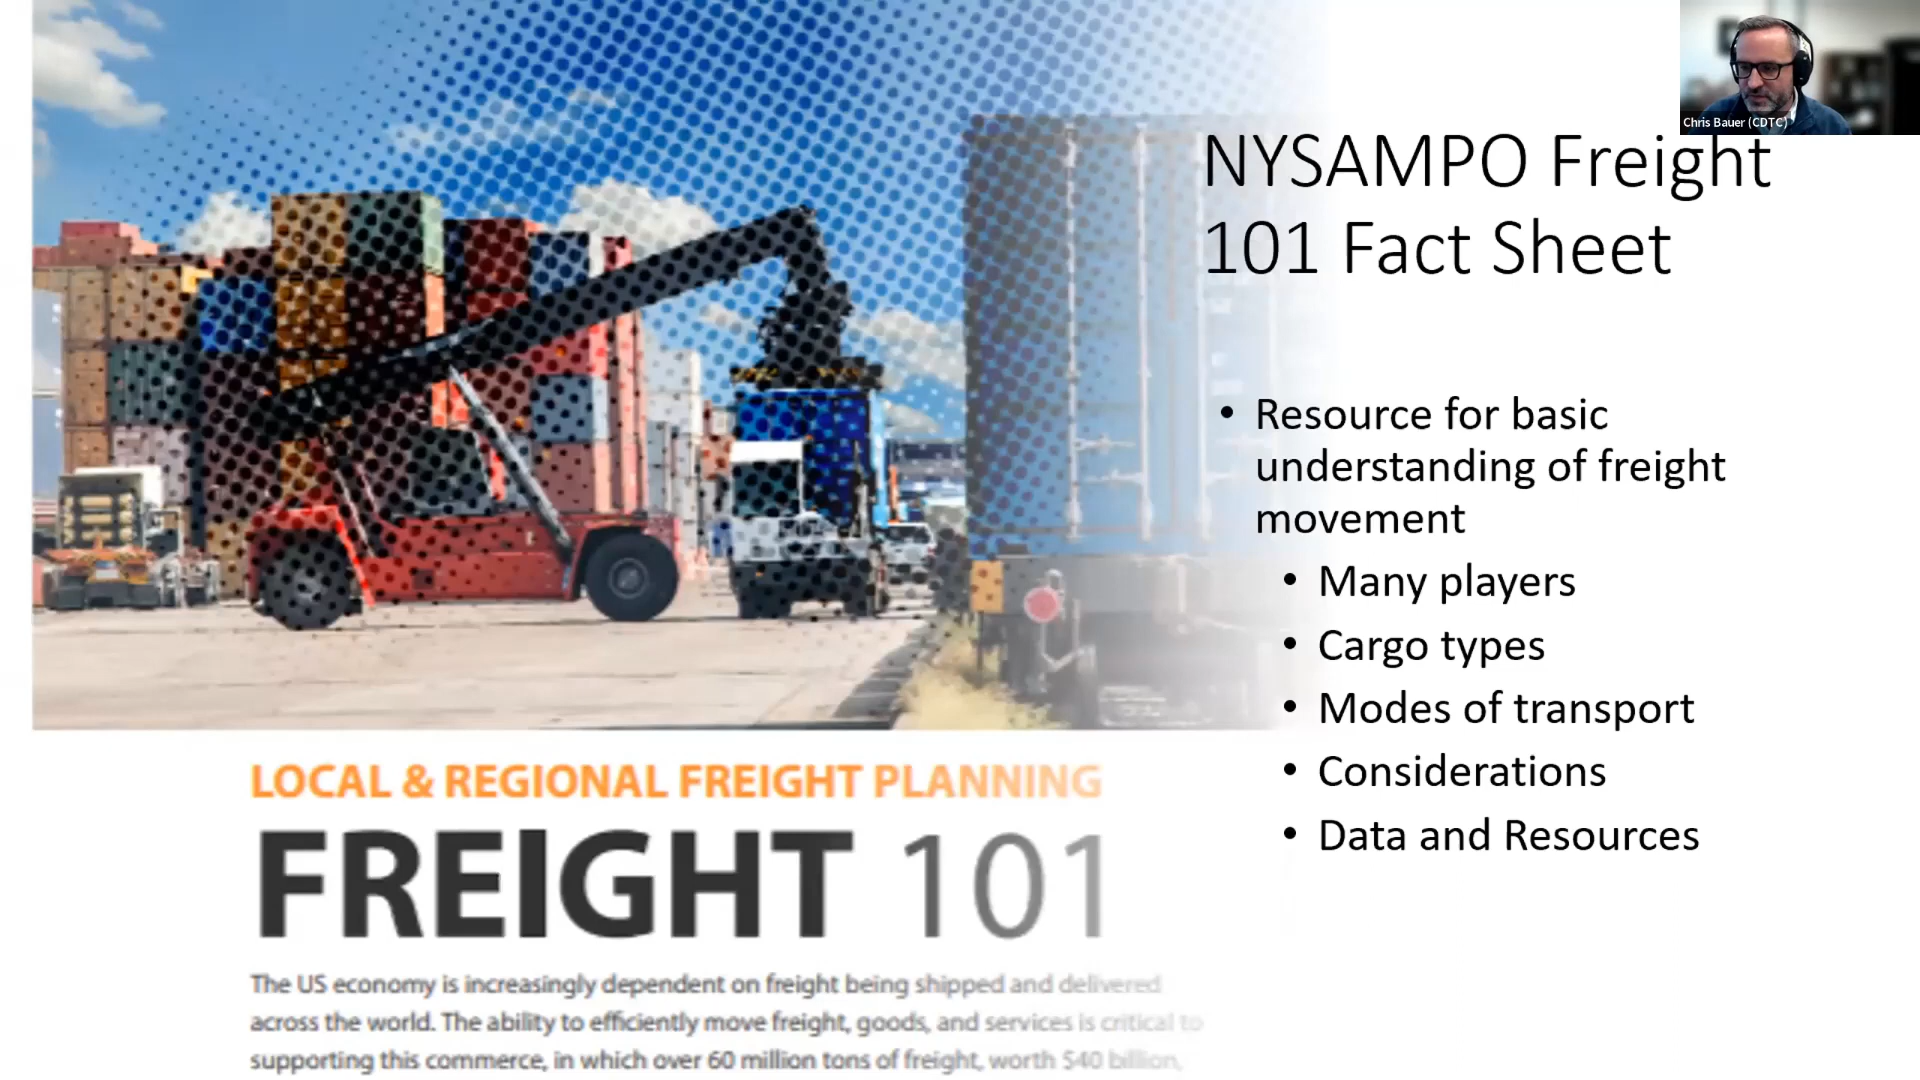 Chris Bauer (CDTC)
NYSAMPO Freight
101 Fact Sheet
• Resource for basic
understanding of freight
movement
• Many players
• Cargo types
• Modes of transport
• Considerations
• Data and Resources
LOCAL & REGIONAL FREIGHT PLANNING
FREIGHT 101
The US economy is increasingly dependent on freight being shipped and delivered
across the world. The ability to efficiently move freight, goods, and services is critical to
supporting this commerce, in which over 60 million tons of freight, worth $40 billion,